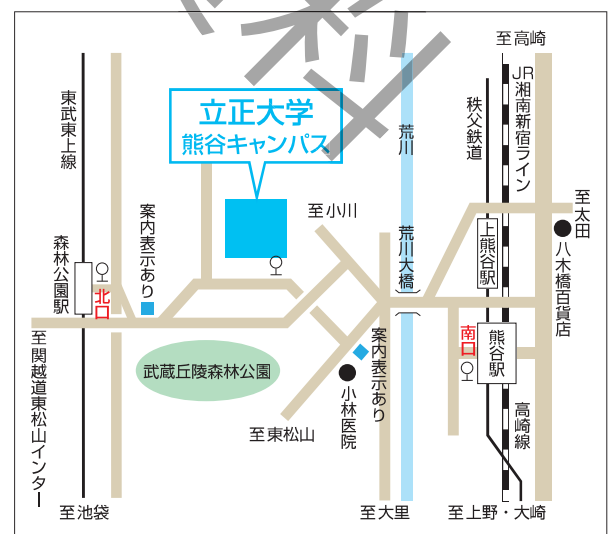 至高崎
JR湘南新宿ライン
秩父鉄道
東武東上線
立正大学
熊谷キャンパス
荒川
至太田
八木橋百貨店
上熊谷駅
案内表示あり
至小川
荒川大橋
森林公園駅
北口
南口
熊谷駅
至関越道東松山インター
武蔵丘陵森林公園
案内表示あり
小林医院
高崎線
至東松山
至池袋
至大里
至上野・大崎